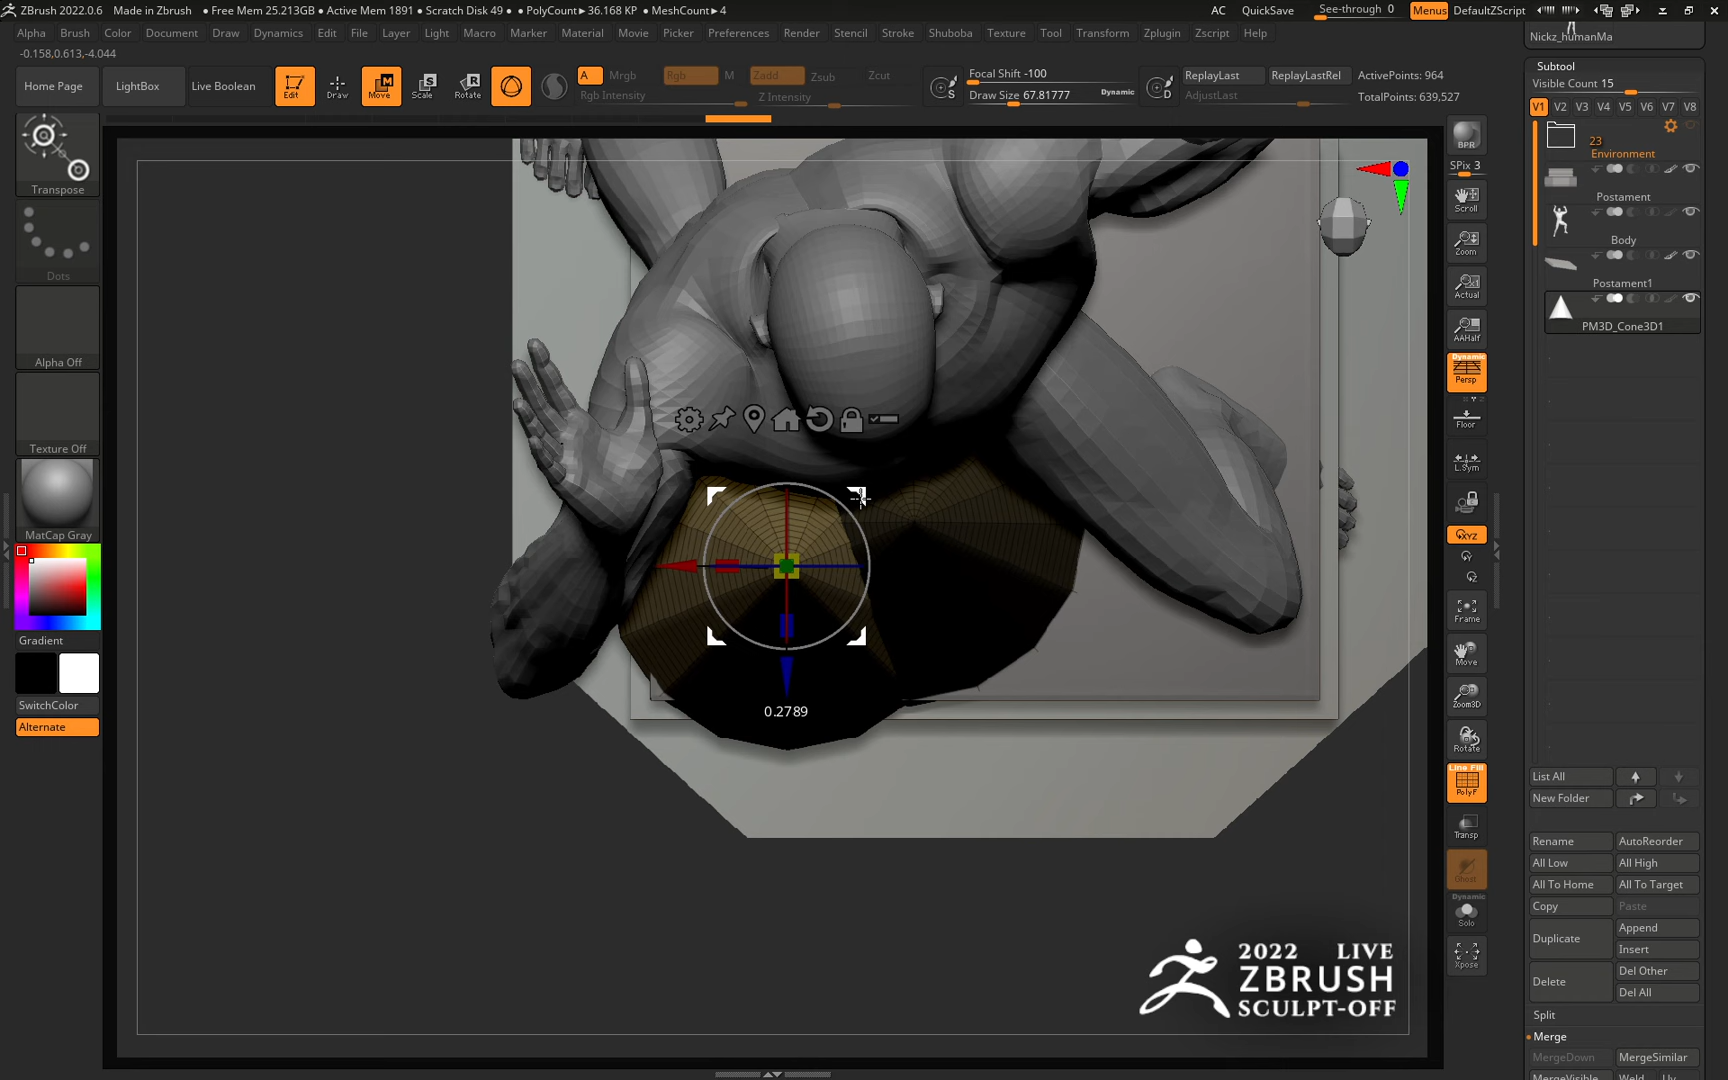 ZBrush 2022.0.6 Made in Zbrush • Free Mem 25.213GB • Active Mem 1891 • Scratch Disk 49 • • PolyCount► 36.168 KP • MeshCount► 4 AC QuickSave See-through 0 Menus DefaultZScript
Alpha Brush Color Document Draw Dynamics Edit File Layer Light Macro Marker Material Movie Picker Preferences Render Stencil Stroke Shuboba Texture Tool Transform Zplugin Zscript Help
Nickz_humanMa
-0.158,0.613,-4.044
Home Page LightBox Live Boolean Edit Draw Move Scale Rotate
A Mrgb Rgb M Zadd Zsub Zcut
Rgb Intensity Z Intensity
S Focal Shift -100
Draw Size 67.81777 Dynamic
D ReplayLast ReplayLastRel ActivePoints: 964
AdjustLast TotalPoints: 639,527
Subtool
Visible Count 15
V1 V2 V3 V4 V5 V6 V7 V8
23
Environment
Postament
Body
Postament1
PM3D_Cone3D1
Transpose
Dots
Alpha Off
Texture Off
MatCap Gray
Gradient
SwitchColor
Alternate
0.2789
BPR
SPix 3
Scroll
Zoom
Actual
AAHalf
Dynamic
Persp
Floor
L.Sym
XYZ
Frame
Move
Zoom3D
Rotate
Line Fill
PolyF
Transp
Ghost
Dynamic
Solo
Xpose
List All
New Folder
Rename AutoReorder
All Low All High
All To Home All To Target
Copy Paste
Duplicate Append
Insert
Delete Del Other
Del All
Split
Merge
MergeDown MergeSimilar
MergeVisible Weld Uv
2022 LIVE
ZBRUSH
SCULPT-OFF